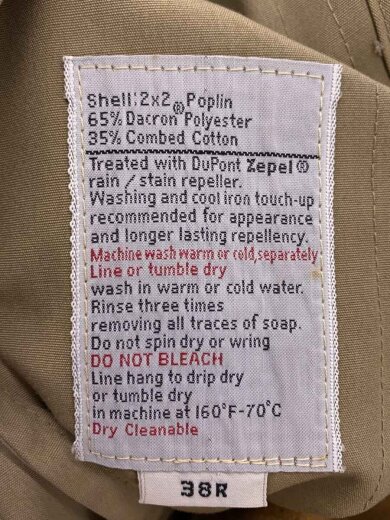 Shell: 2x2 Poplin
65% Dacron® Polyester
35% Combed Cotton
Treated with DuPont Zepel®
rain / stain repeller.
Washing and cool iron touch-up
recommended for appearance
and longer lasting repellency.
Machine wash warm or cold, separately
Line or tumble dry
wash in warm or cold water.
Rinse three times
removing all traces of soap.
Do not spin dry or wring
DO NOT BLEACH
Line hang to drip dry
or tumble dry
in machine at 160°F-70°C
Dry Cleanable
38R